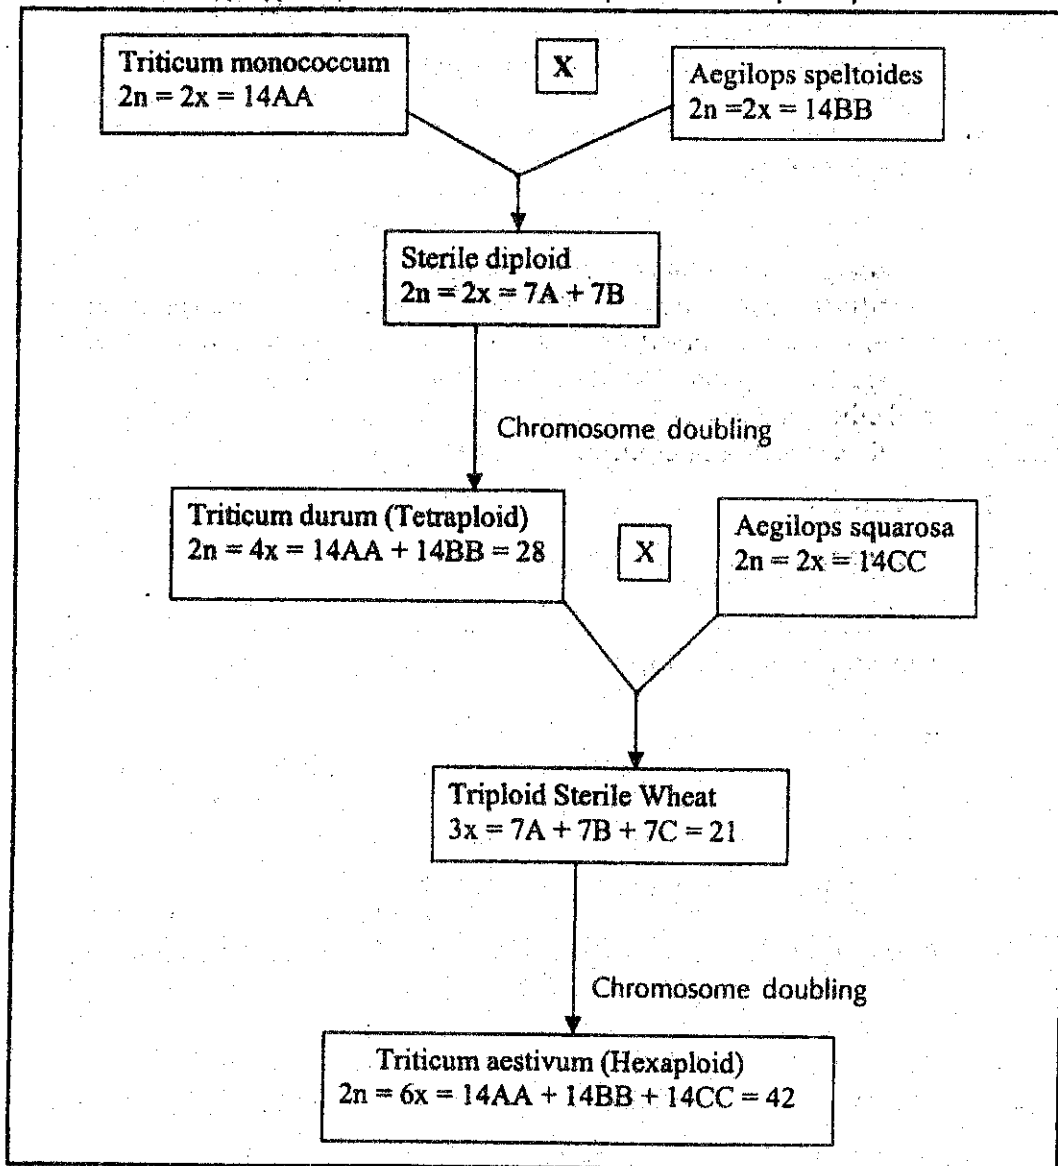 Triticum monococcum
2n = 2x = 14AA
X
Aegilops speltoides
2n =2x = 14BB
Sterile diploid
2n = 2x = 7A + 7B
Chromosome doubling
Triticum durum (Tetraploid)
2n = 4x = 14AA + 14BB = 28
X
Aegilops squarosa
2n = 2x = 14CC
Triploid Sterile Wheat
3x = 7A + 7B + 7C = 21
Chromosome doubling
Triticum aestivum (Hexaploid)
2n = 6x = 14AA + 14BB + 14CC = 42